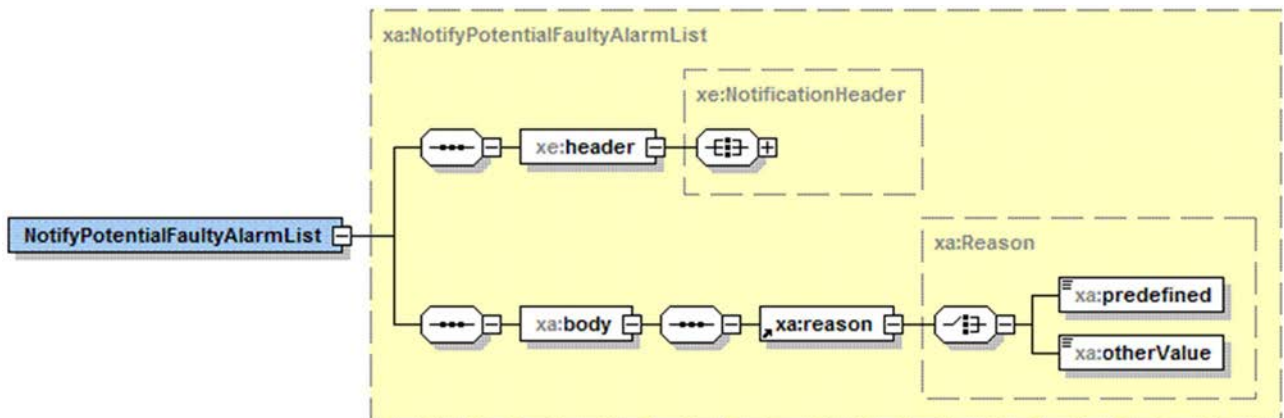 xa:NotifyPotentialFaultyAlarmList
xe:NotificationHeader
xe:header
NotifyPotentialFaultyAlarmList
xa:Reason
xa:predefined
xa:body
xa:reason
xa:otherValue